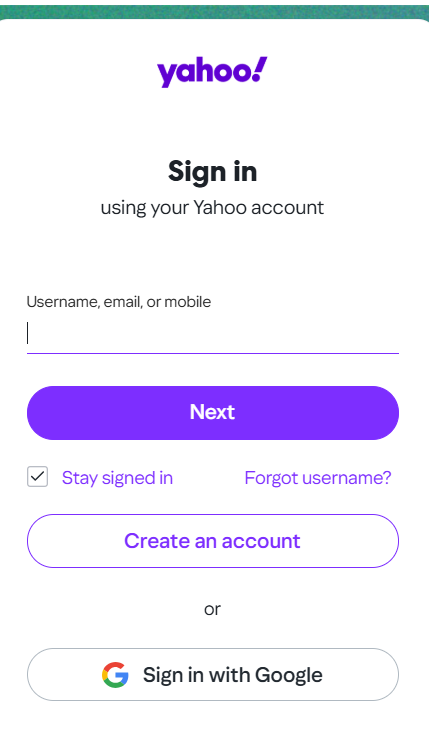 yahoo!
Sign in
using your Yahoo account
Username, email, or mobile
Next
Stay signed in Forgot username?
Create an account
or
Sign in with Google